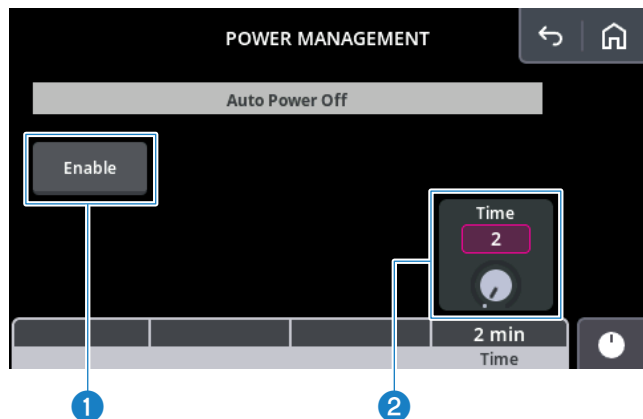 POWER MANAGEMENT
Auto Power Off
Enable
Time
2
2 min
Time
1
2